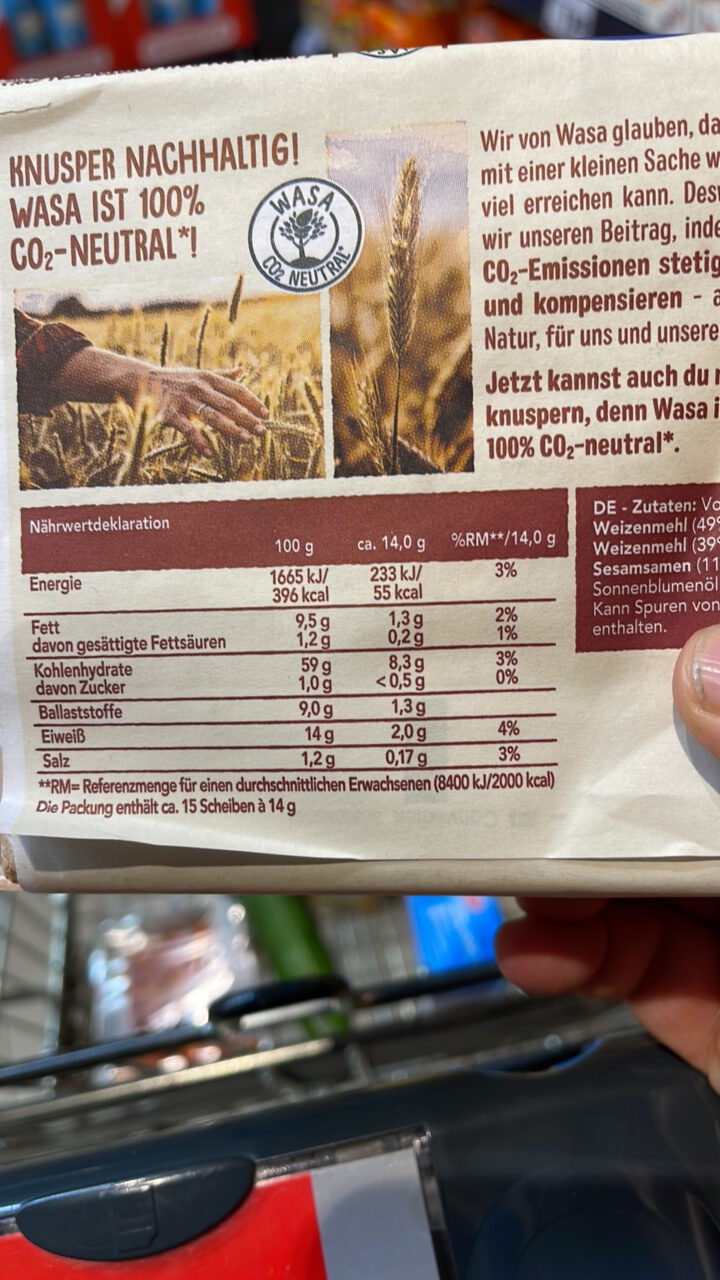 KNUSPER NACHHALTIG!
WASA IST 100%
CO₂-NEUTRAL*!
WASA
CO₂ NEUTRAL*
Wir von Wasa glauben,
mit einer kleinen Sache
viel erreichen kann.
wir unseren Beitrag,
CO₂-Emissionen
und kompensieren -
Natur, für uns und unsere
Jetzt kannst auch du
knuspern, denn Wasa
100% CO₂-neutral*.
Nährwertdeklaration
100 g ca. 14,0 g %RM**/14,0 g
Energie 1665 kJ/ 233 kJ/ 3%
396 kcal 55 kcal
Fett 9,5 g 1,3 g 2%
davon gesättigte Fettsäuren 1,2 g 0,2 g 1%
Kohlenhydrate 59 g 8,3 g 3%
davon Zucker 1,0 g <0,5 g 0%
Ballaststoffe 9,0 g 1,3 g
Eiweiß 14 g 2,0 g 4%
Salz 1,2 g 0,17 g 3%
**RM= Referenzmenge für einen durchschnittlichen Erwachsenen (8400 kJ/2000 kcal)
Die Packung enthält ca. 15 Scheiben à 14 g
DE - Zutaten:
Weizenmehl (49
Weizenmehl (39
Sesamsamen (11
Sonnenblumenöl
Kann Spuren von
enthalten.